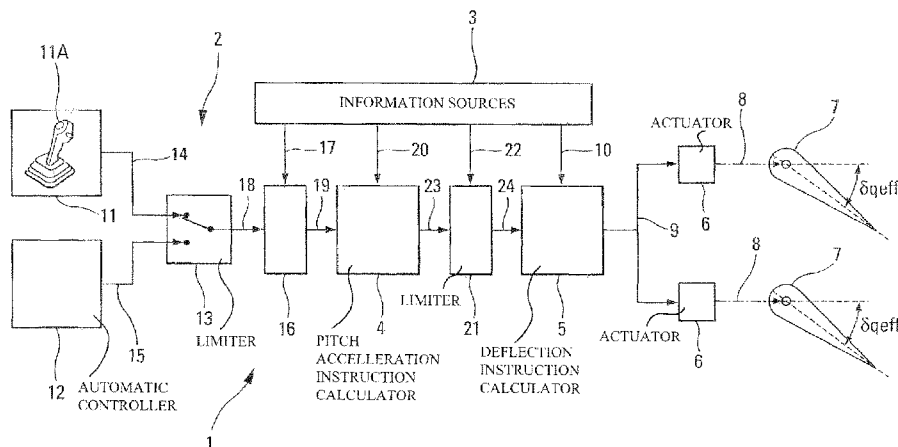 3
2
11A
INFORMATION SOURCES
ACTUATOR
8
7
14
17
20
22
10
δqeff
11
18
19
23
24
9
6
13
LIMITER
16
4
LIMITER
21
5
ACTUATOR
6
8
7
δqeff
12
15
AUTOMATIC
CONTROLLER
PITCH
ACCELLERATION
INSTRUCTION
CALCULATOR
DEFLECTION
INSTRUCTION
CALCULATOR
1